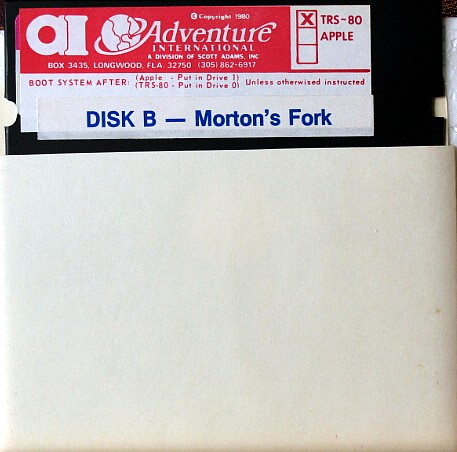 © Copyright 1980
AI Adventure
INTERNATIONAL
A DIVISION OF SCOTT ADAMS, INC
BOX 3435, LONGWOOD, FLA 32750 (305) 862-6917
X TRS-80
APPLE
BOOT SYSTEM AFTER: (Apple - Put in Drive 1) Unless otherwised instructed
(TRS-80 - Put in Drive 0)
DISK B — Morton's Fork